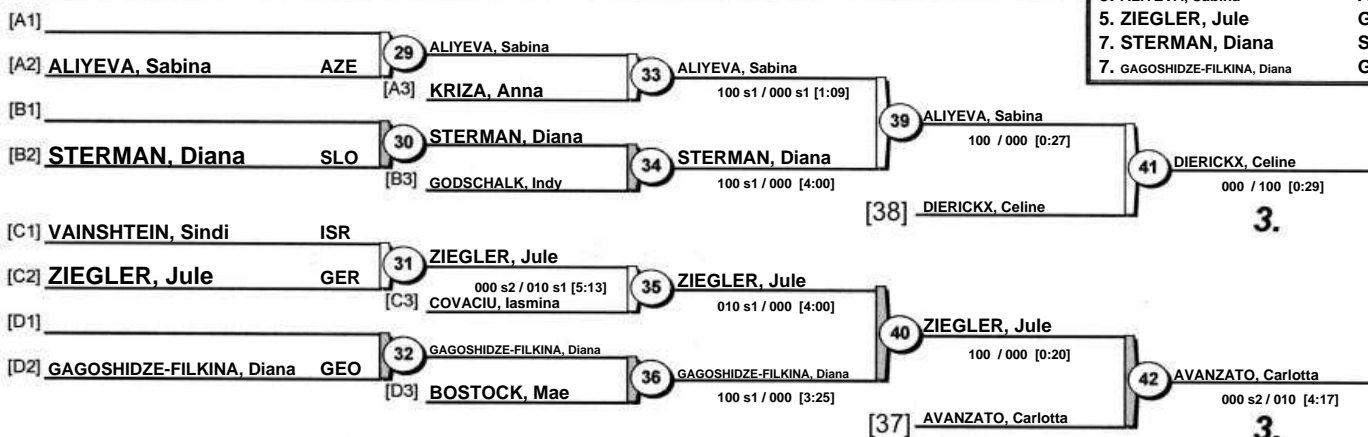 5. ZIEGLER, Jule G
7. STERMAN, Diana S
7. GAGOSHIDZE-FILKINA, Diana G
[A1]
[A2] ALIYEVA, Sabina AZE
29 ALIYEVA, Sabina
[A3] KRIZA, Anna
33 ALIYEVA, Sabina
100 s1 / 000 s1 [1:09]
[B1]
[B2] STERMAN, Diana SLO
30 STERMAN, Diana
[B3] GODSCHALK, Indy
34 STERMAN, Diana
100 s1 / 000 [4:00]
39 ALIYEVA, Sabina
100 / 000 [0:27]
[38] DIERICKX, Celine
41 DIERICKX, Celine
000 / 100 [0:29]
3.
[C1] VAINSHTEIN, Sindi ISR
[C2] ZIEGLER, Jule GER
31 ZIEGLER, Jule
000 s2 / 010 s1 [5:13]
[C3] COVACIU, Iasmina
35 ZIEGLER, Jule
010 s1 / 000 [4:00]
[D1]
[D2] GAGOSHIDZE-FILKINA, Diana GEO
32 GAGOSHIDZE-FILKINA, Diana
[D3] BOSTOCK, Mae
36 GAGOSHIDZE-FILKINA, Diana
100 s1 / 000 [3:25]
40 ZIEGLER, Jule
100 / 000 [0:20]
[37] AVANZATO, Carlotta
42 AVANZATO, Carlotta
000 s2 / 010 [4:17]
3.